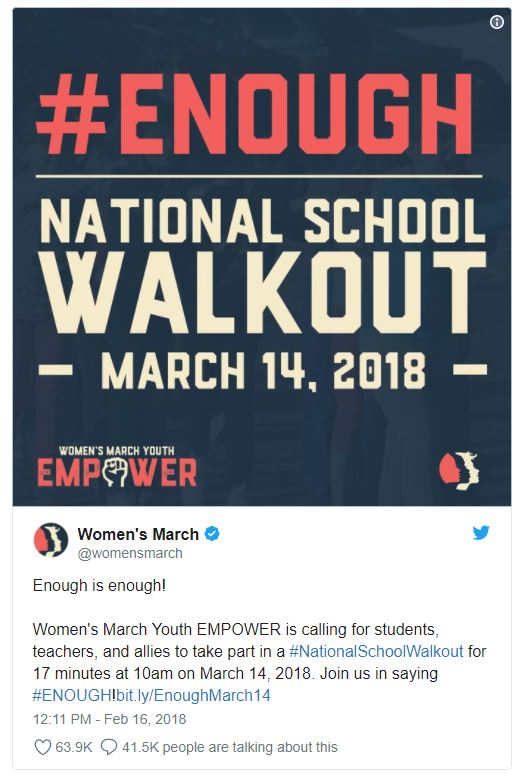 #ENOUGH
NATIONAL SCHOOL
WALKOUT
— MARCH 14, 2018 —
WOMEN'S MARCH YOUTH
EMPOWER
Women's March
@womensmarch
Enough is enough!
Women's March Youth EMPOWER is calling for students,
teachers, and allies to take part in a #NationalSchoolWalkout for
17 minutes at 10am on March 14, 2018. Join us in saying
#ENOUGH!bit.ly/EnoughMarch14
12:11 PM - Feb 16, 2018
63.9K 41.5K people are talking about this